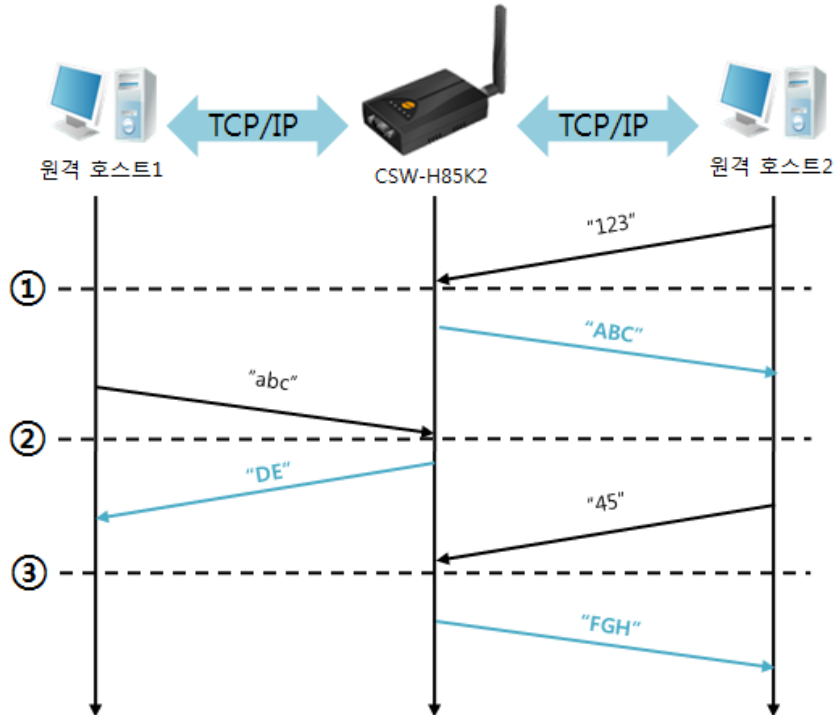 TCP/IP
TCP/IP
원격 호스트1
CSW-H85K2
원격 호스트2
"123"
①
"ABC"
"abc"
②
"DE"
"45"
③
"FGH"